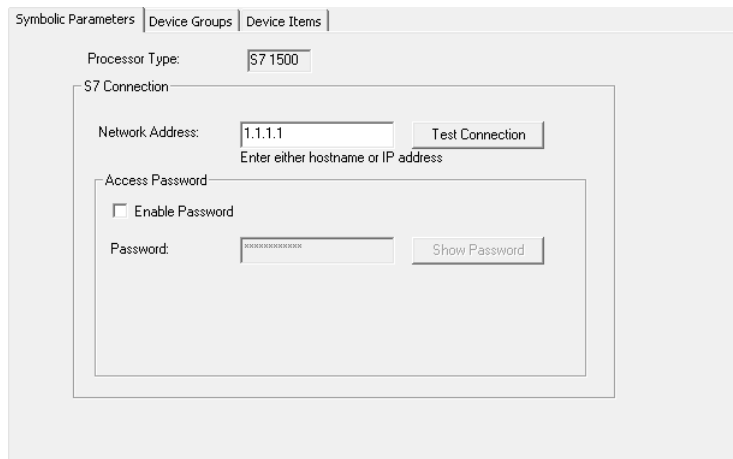 Symbolic Parameters Device Groups Device Items
Processor Type: S7 1500
S7 Connection
Network Address: 1.1.1.1 Test Connection
Enter either hostname or IP address
Access Password
Enable Password
Password: ************ Show Password